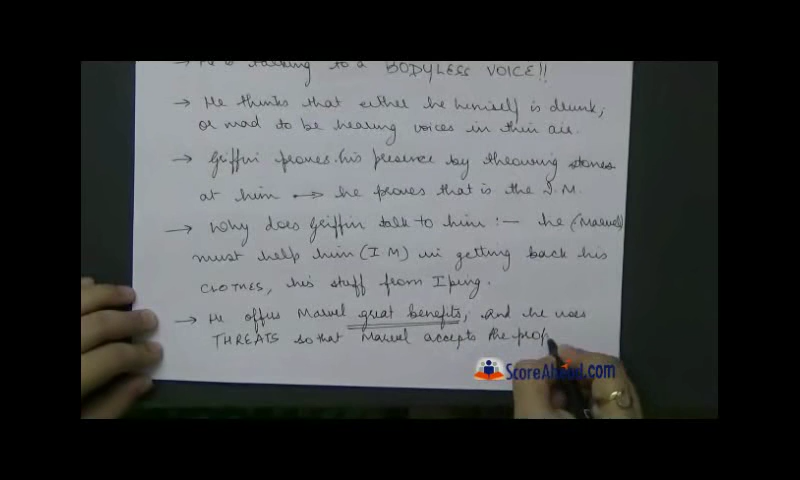 → He is talking to a BODYLESS VOICE!!
→ He thinks that either he himself is drunk,
or mad to be hearing voices in thin air.
→ Griffin proves his presence by throwing stones
at him → he proves that is the I.M.
→ Why does Griffin talk to him :— he (Marvel)
must help him (I M) in getting back his
CLOTHES, his stuff from Iping.
→ He offers Marvel great benefits, and he uses
THREATS so that Marvel accepts the prop
ScoreAhead.com